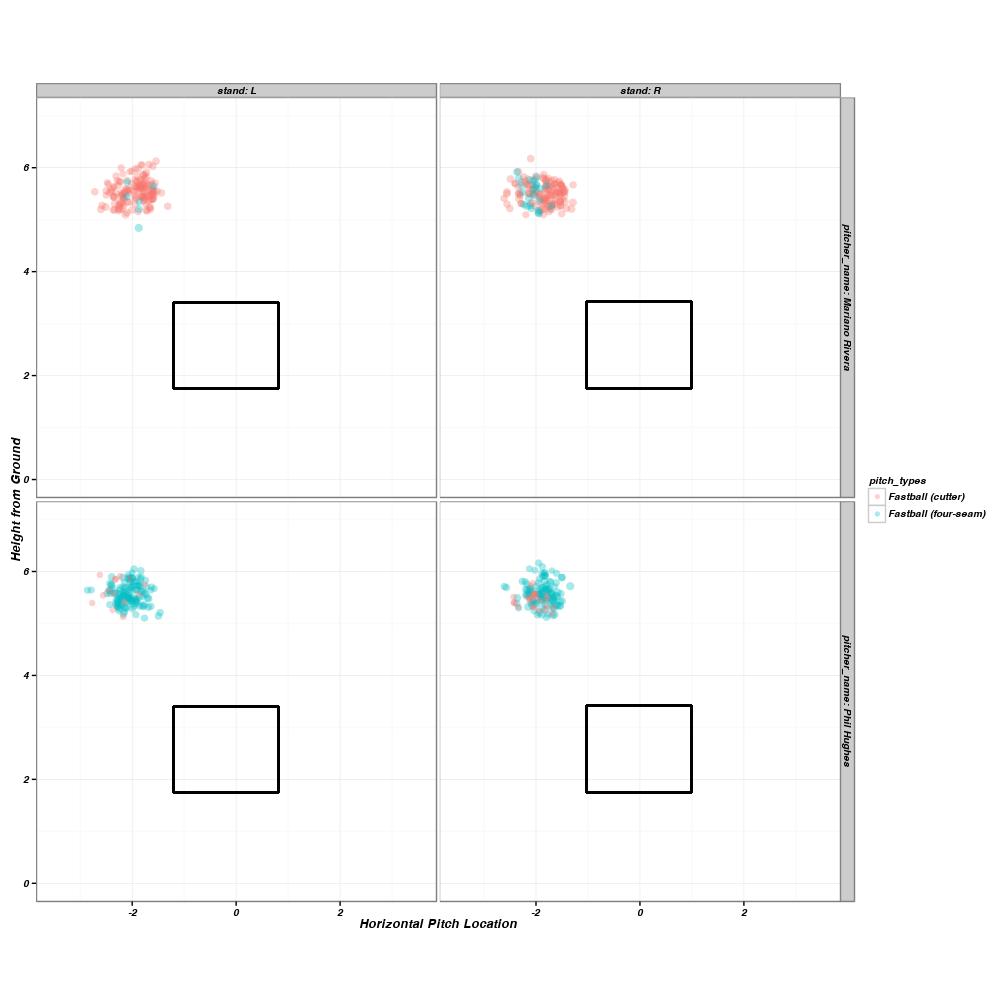 stand: L
stand: R
6
4
2
0
pitcher_name: Mariano Rivera
Height from Ground
6
4
2
0
pitcher_name: Phil Hughes
-2
0
2
-2
0
2
Horizontal Pitch Location
pitch_types
Fastball (cutter)
Fastball (four-seam)